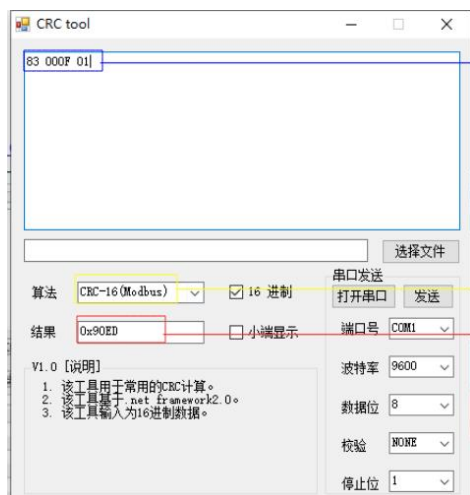 CRC tool
83 000F 01
选择文件
算法 CRC-16(Modbus) 16 进制
结果 0x90ED 小端显示
V1.0 [说明]
1. 该工具用于常用的CRC计算。
2. 该工具基于.net framework2.0。
3. 该工具输入为16进制数据。
串口发送
打开串口 发送
端口号 COM1
波特率 9600
数据位 8
校验 NONE
停止位 1